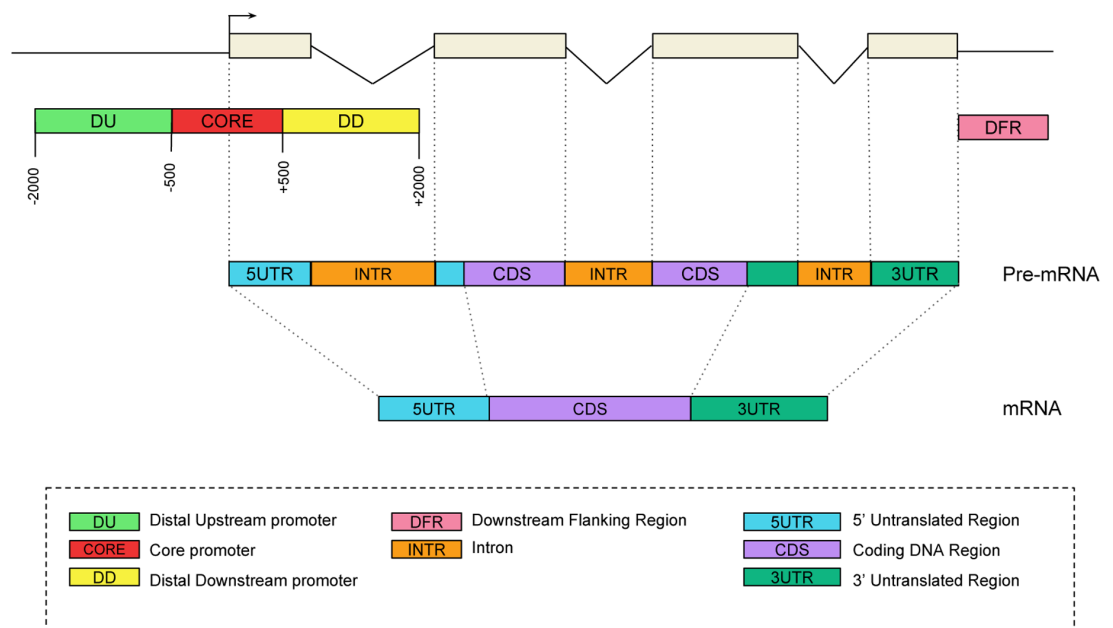 DU CORE DD
DFR
-2000 -500 +500 +2000
5UTR INTR CDS INTR CDS INTR 3UTR Pre-mRNA
5UTR CDS 3UTR mRNA
DU Distal Upstream promoter
CORE Core promoter
DD Distal Downstream promoter
DFR Downstream Flanking Region
INTR Intron
5UTR 5' Untranslated Region
CDS Coding DNA Region
3UTR 3' Untranslated Region